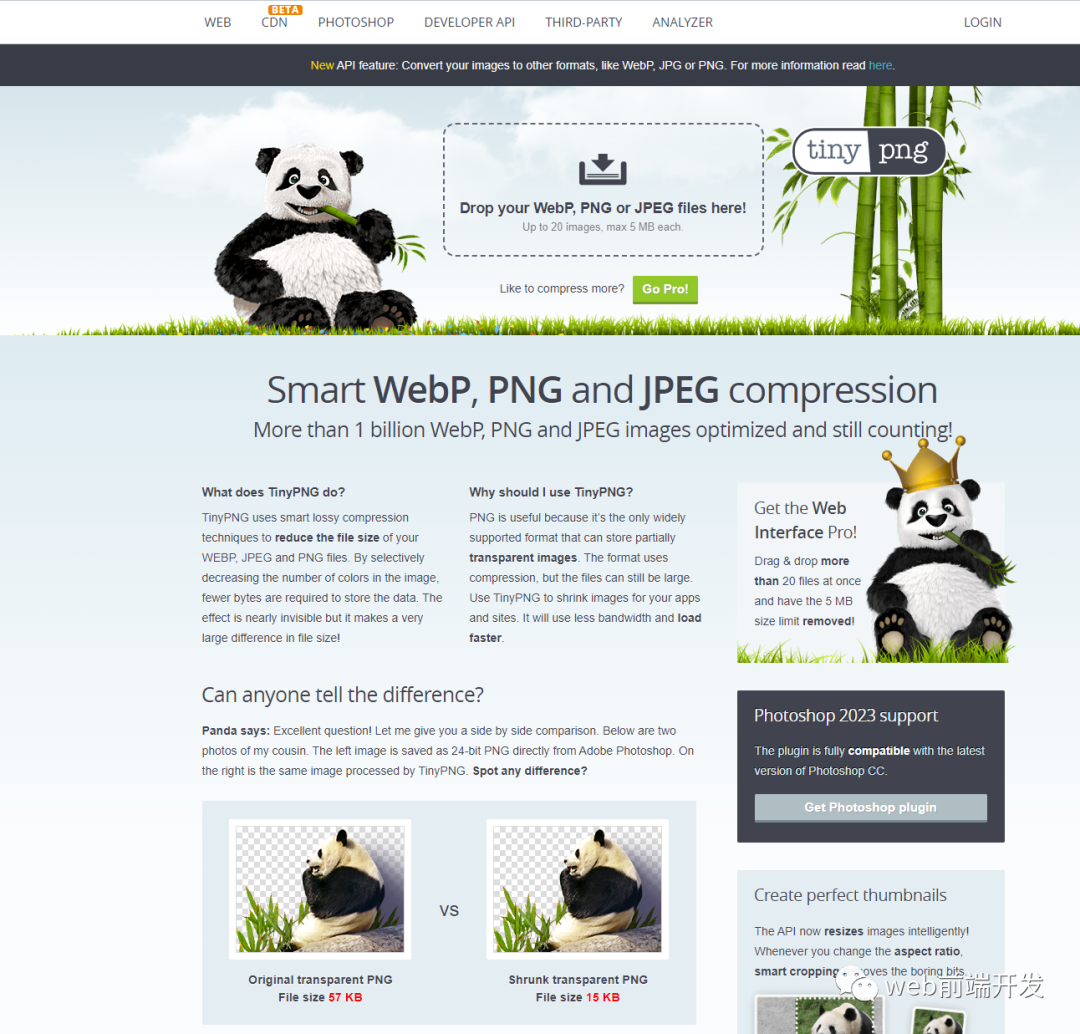 WEB
CDN
BETA
PHOTOSHOP
DEVELOPER API
THIRD-PARTY
ANALYZER
LOGIN
New API feature: Convert your images to other formats, like WebP, JPG or PNG. For more information read here.
tiny png
Drop your WebP, PNG or JPEG files here!
Up to 20 images, max 5 MB each.
Like to compress more?
Go Pro!
Smart WebP, PNG and JPEG compression
More than 1 billion WebP, PNG and JPEG images optimized and still counting!
What does TinyPNG do?
TinyPNG uses smart lossy compression
techniques to reduce the file size of your
WEBP, JPEG and PNG files. By selectively
decreasing the number of colors in the image,
fewer bytes are required to store the data. The
effect is nearly invisible but it makes a very
large difference in file size!
Why should I use TinyPNG?
PNG is useful because it's the only widely
supported format that can store partially
transparent images. The format uses
compression, but the files can still be large.
Use TinyPNG to shrink images for your apps
and sites. It will use less bandwidth and load
faster.
Get the Web
Interface Pro!
Drag & drop more
than 20 files at once
and have the 5 MB
size limit removed!
Can anyone tell the difference?
Panda says: Excellent question! Let me give you a side by side comparison. Below are two
photos of my cousin. The left image is saved as 24-bit PNG directly from Adobe Photoshop. On
the right is the same image processed by TinyPNG. Spot any difference?
VS
Original transparent PNG
File size 57 KB
Shrunk transparent PNG
File size 15 KB
Photoshop 2023 support
The plugin is fully compatible with the latest
version of Photoshop CC.
Get Photoshop plugin
Create perfect thumbnails
The API now resizes images intelligently!
Whenever you change the aspect ratio,
smart cropping the boring bits.
web前端开发